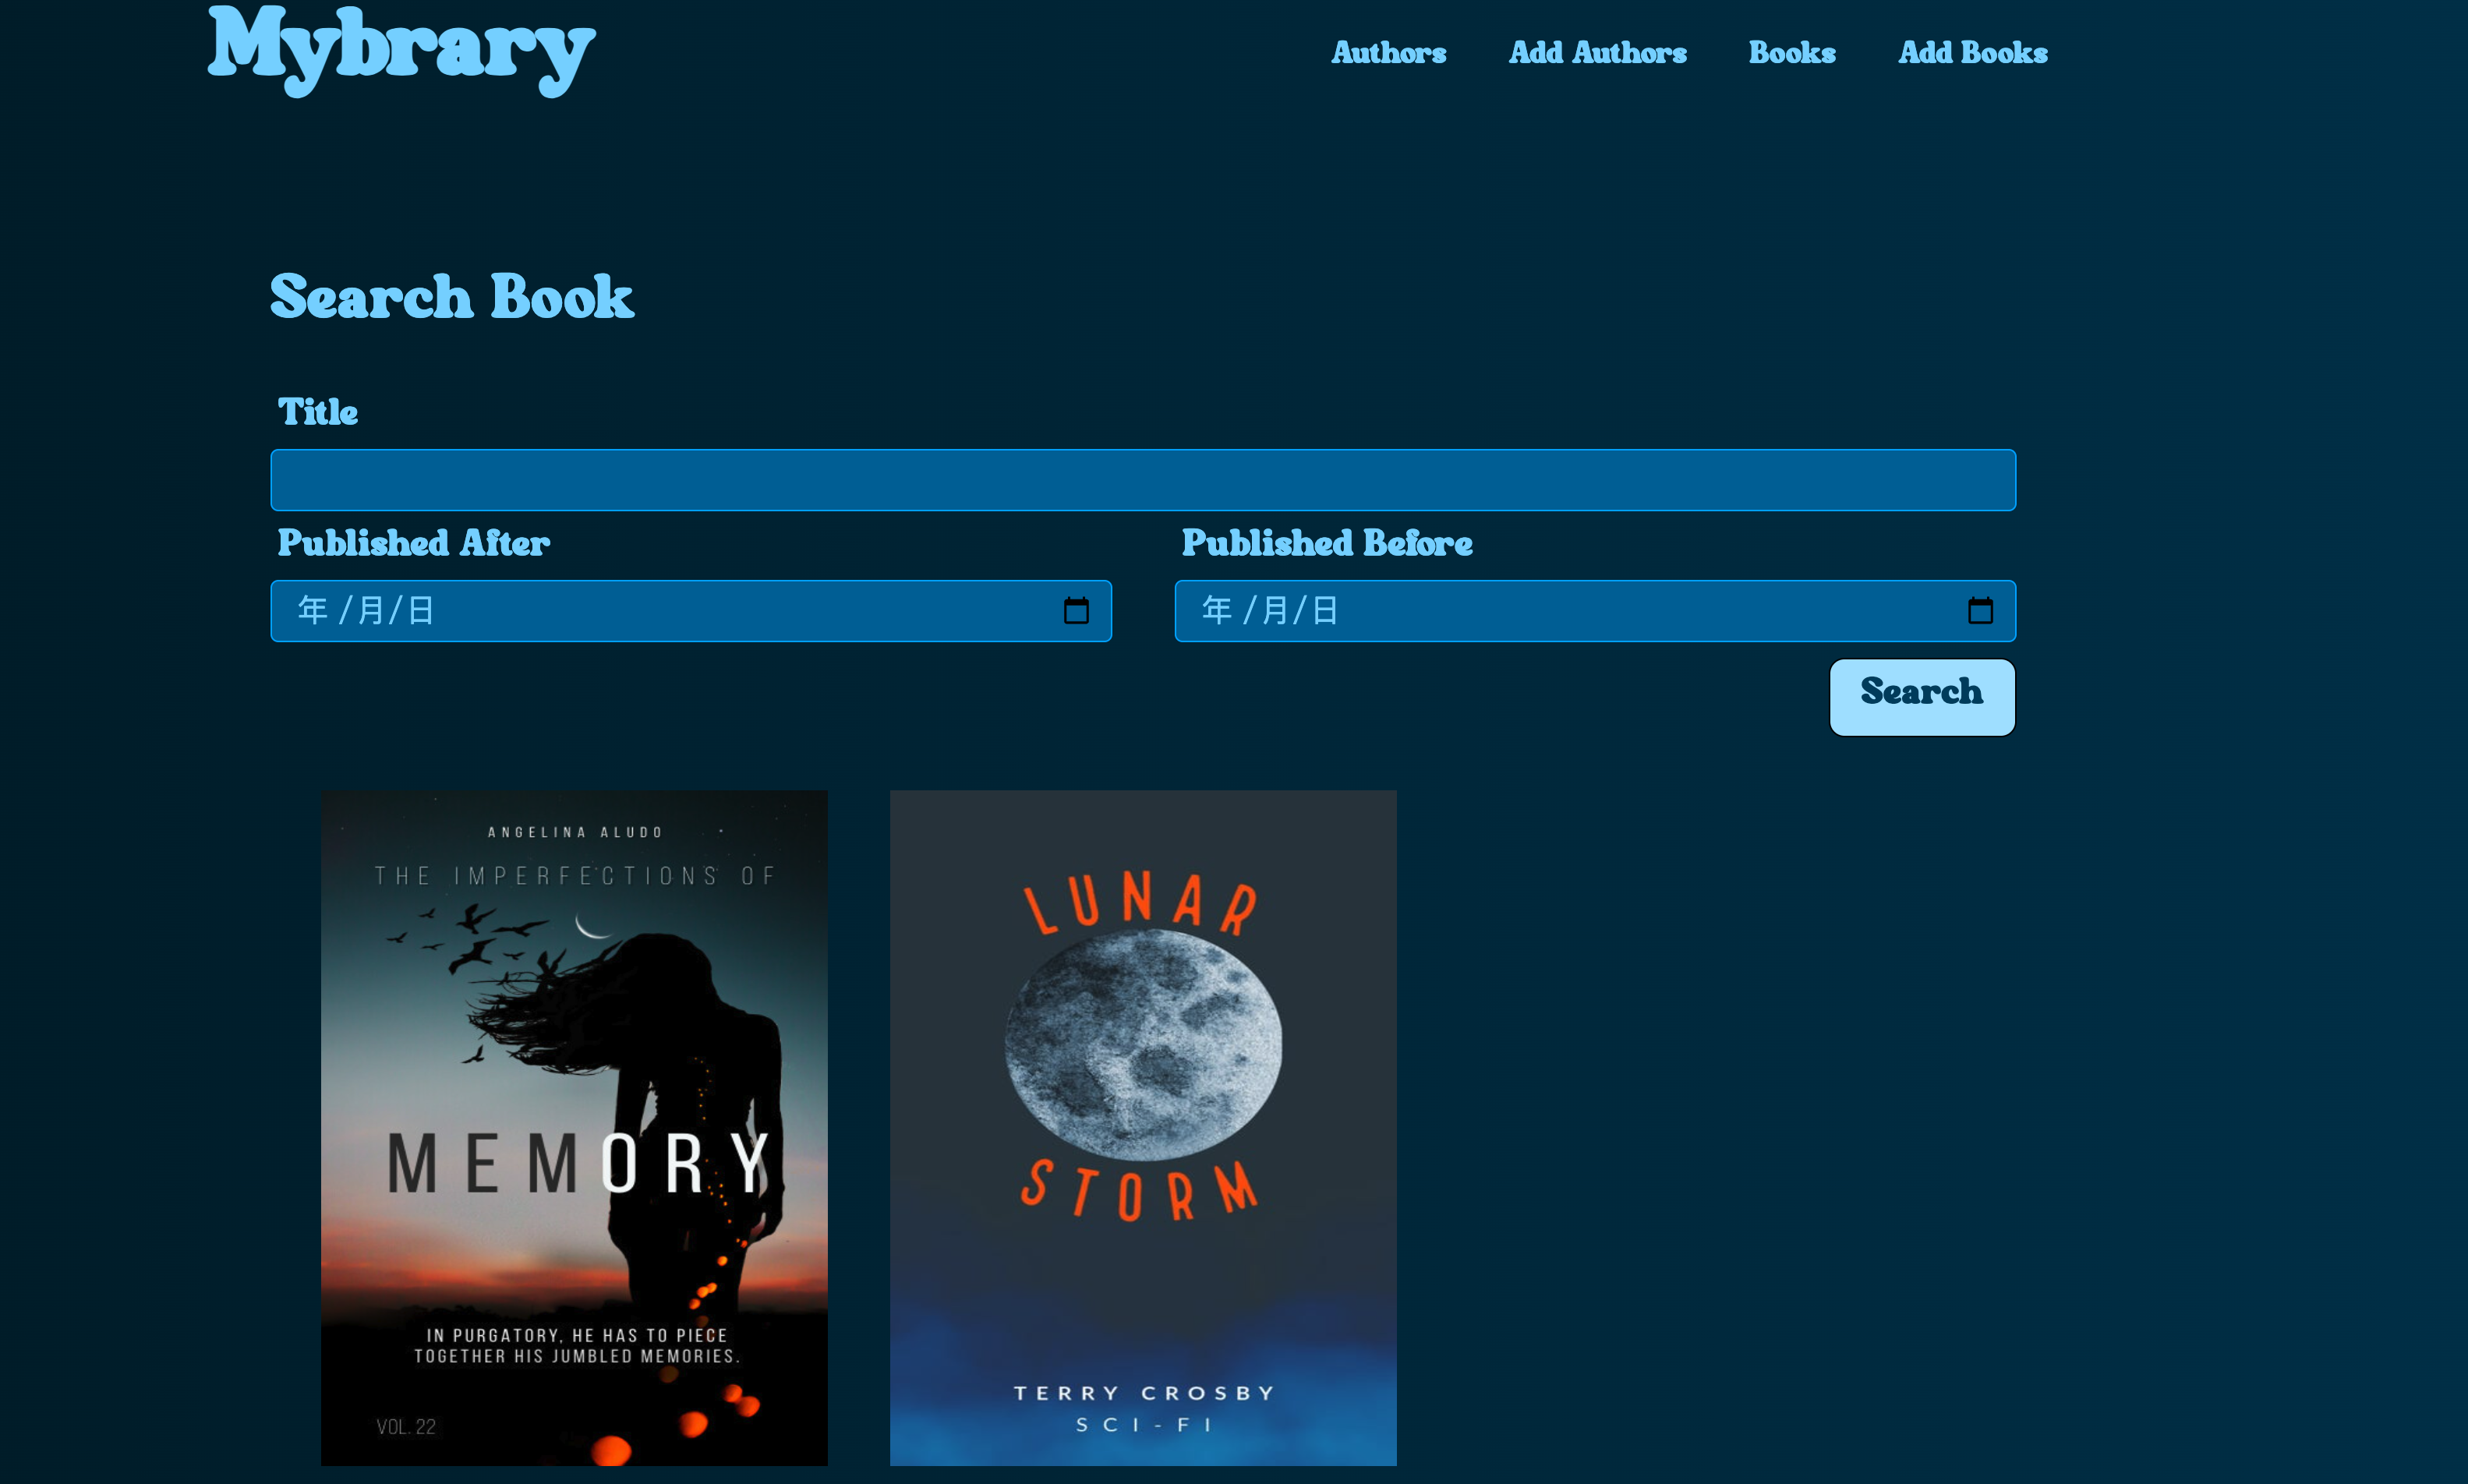 Mybrary
Authors Add Authors Books Add Books
Search Book
Title
Published After
Published Before
年 /月/日
年 /月/日
Search
ANGELINA ALUDO
THE IMPERFECTIONS OF
MEMORY
IN PURGATORY, HE HAS TO PIECE
TOGETHER HIS JUMBLED MEMORIES.
VOL. 22
LUNAR
STORM
TERRY CROSBY
SCI-FI